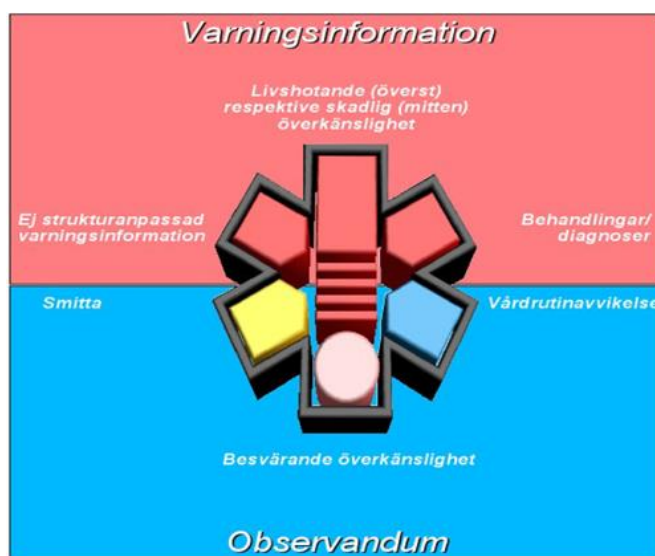 Varningsinformation
Livshotande (överst)
respektive skadlig (mitten)
överkänslighet
Ej strukturanpassad
varningsinformation
Behandlingar/
diagnoser
Smitta
Vårdrutinavvikelse
Besvärande överkänslighet
Observandum